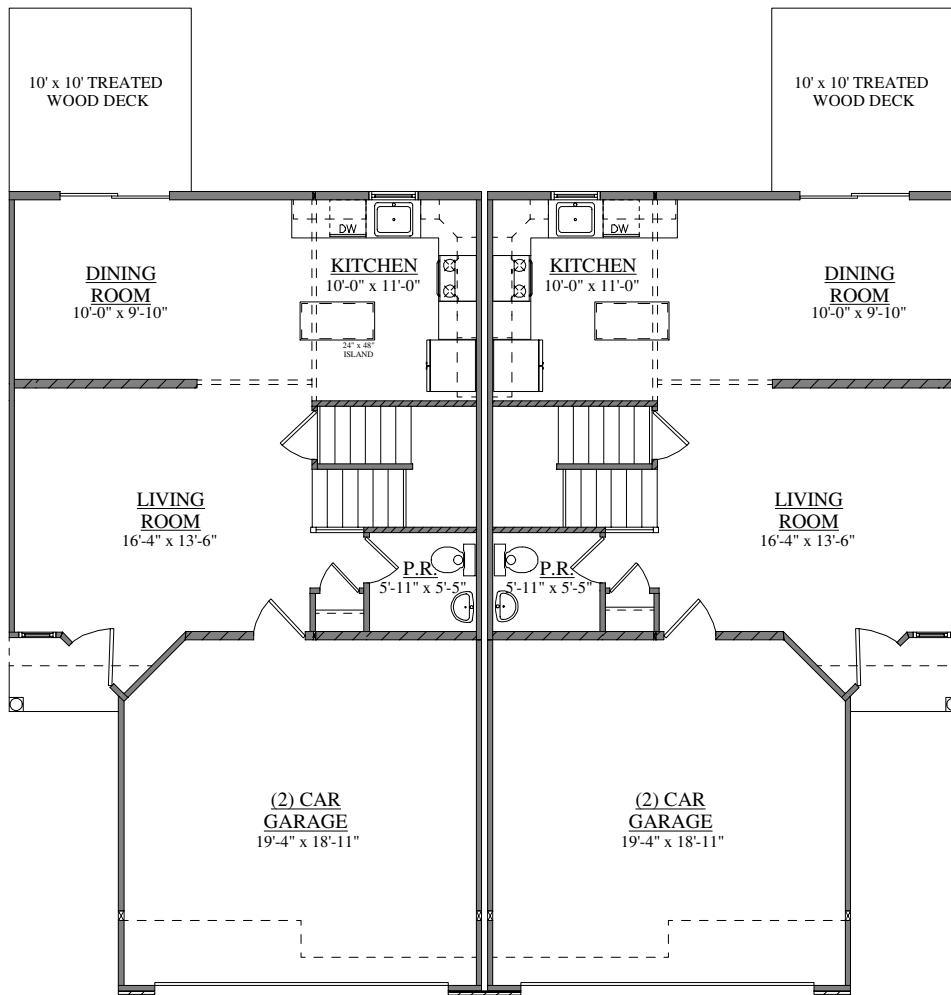 10' x 10' TREATED
WOOD DECK
10' x 10' TREATED
WOOD DECK
DW
DW
DINING
ROOM
10'-0" x 9'-10"
KITCHEN
10'-0" x 11'-0"
KITCHEN
10'-0" x 11'-0"
DINING
ROOM
10'-0" x 9'-10"
24" x 48"
ISLAND
LIVING
ROOM
16'-4" x 13'-6"
LIVING
ROOM
16'-4" x 13'-6"
P.R.
5'-11" x 5'-5"
P.R.
5'-11" x 5'-5"
(2) CAR
GARAGE
19'-4" x 18'-11"
(2) CAR
GARAGE
19'-4" x 18'-11"